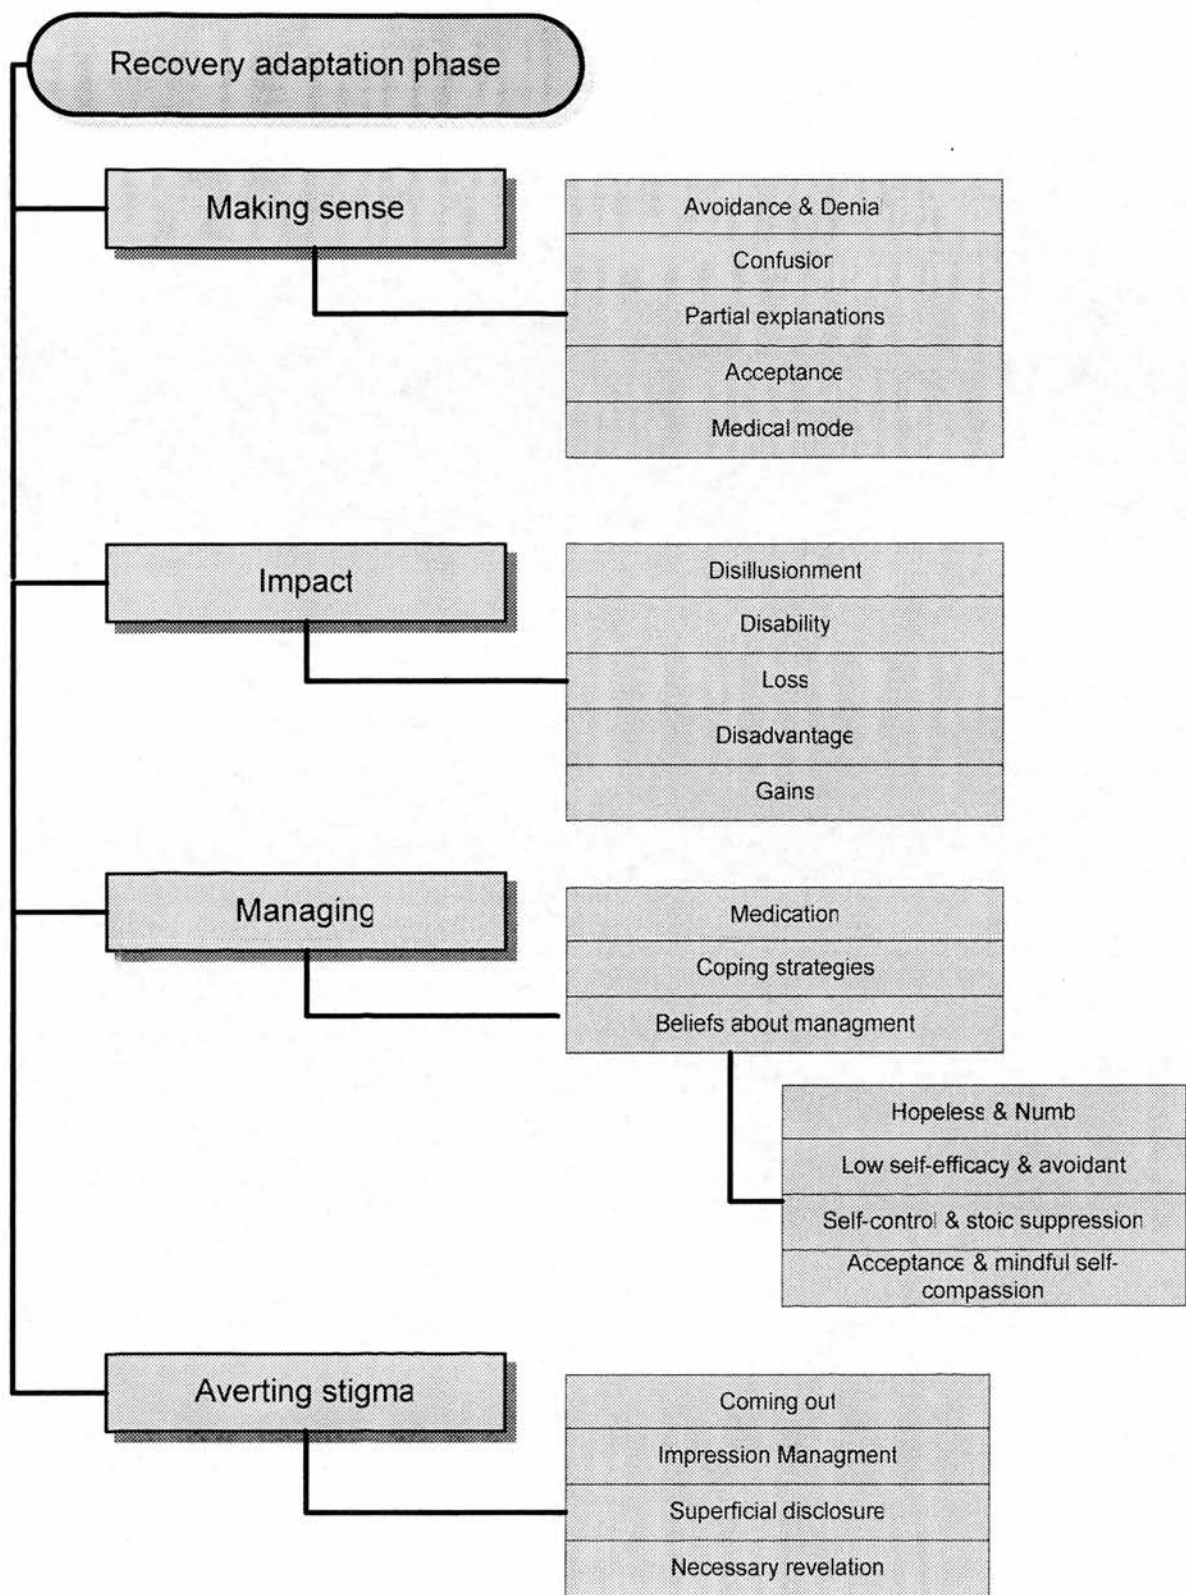 Recovery adaptation phase
Making sense
Avoidance & Denial
Confusion
Partial explanations
Acceptance
Medical mode
Impact
Disillusionment
Disability
Loss
Disadvantage
Gains
Managing
Medication
Coping strategies
Beliefs about managment
Hopeless & Numb
Low self-efficacy & avoidant
Self-control & stoic suppression
Acceptance & mindful self-
compassion
Averting stigma
Coming out
Impression Managment
Superficial disclosure
Necessary revelation